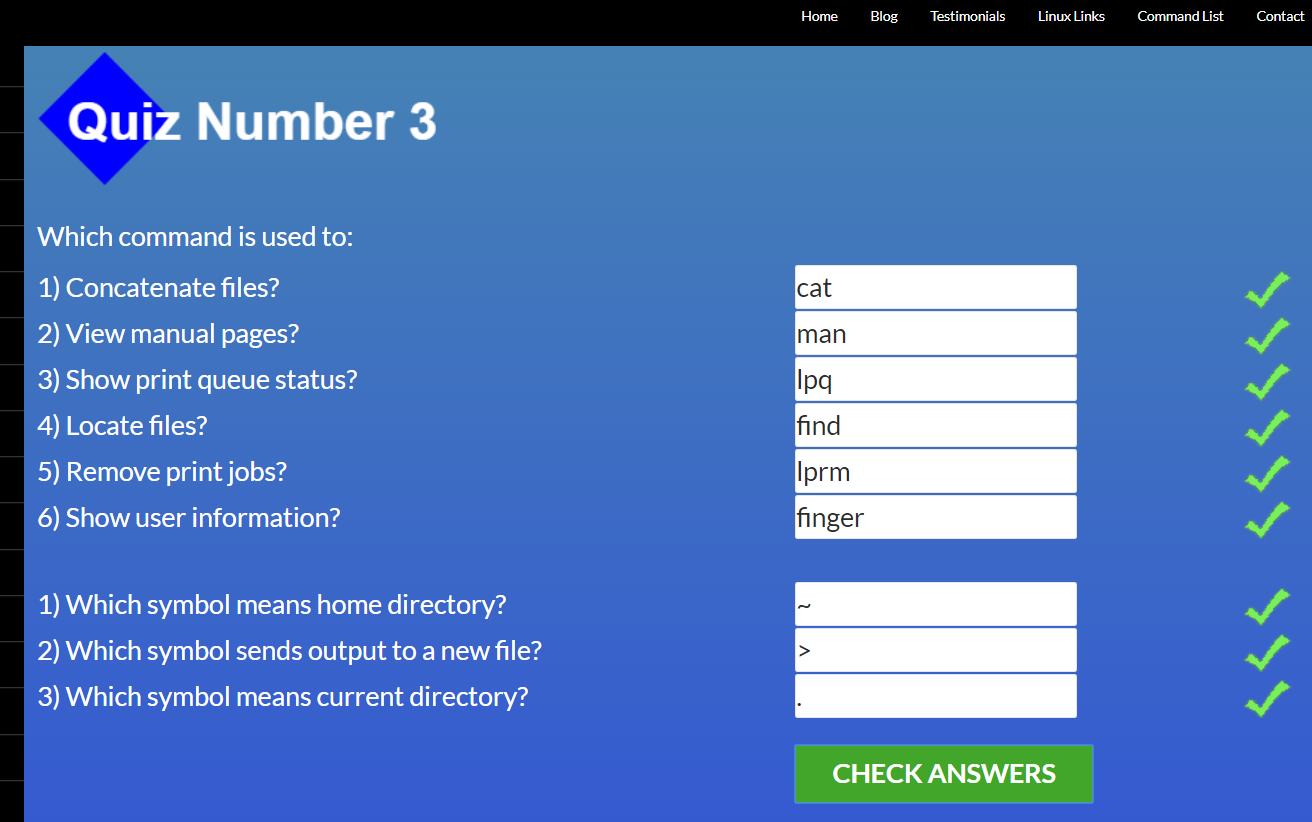 Home Blog Testimonials Linux Links Command List Contact
Quiz Number 3
Which command is used to:
1) Concatenate files? cat
2) View manual pages? man
3) Show print queue status? lpq
4) Locate files? find
5) Remove print jobs? lprm
6) Show user information? finger
1) Which symbol means home directory? ~
2) Which symbol sends output to a new file? >
3) Which symbol means current directory? .
CHECK ANSWERS